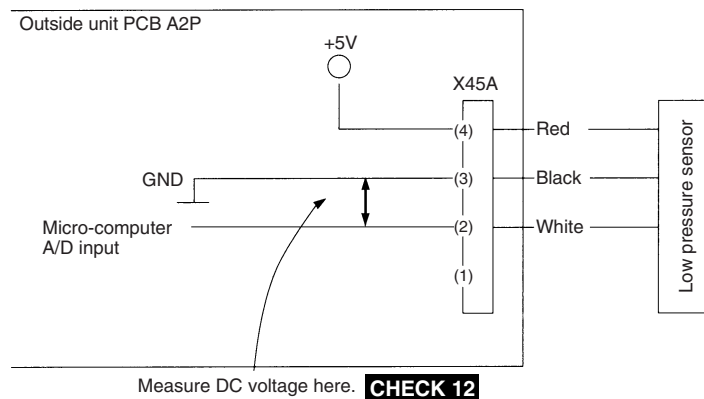 Outside unit PCB A2P
+5V
X45A
(4) Red
GND (3) Black
Micro-computer
A/D input
(2) White
(1)
Low pressure sensor
Measure DC voltage here. CHECK 12